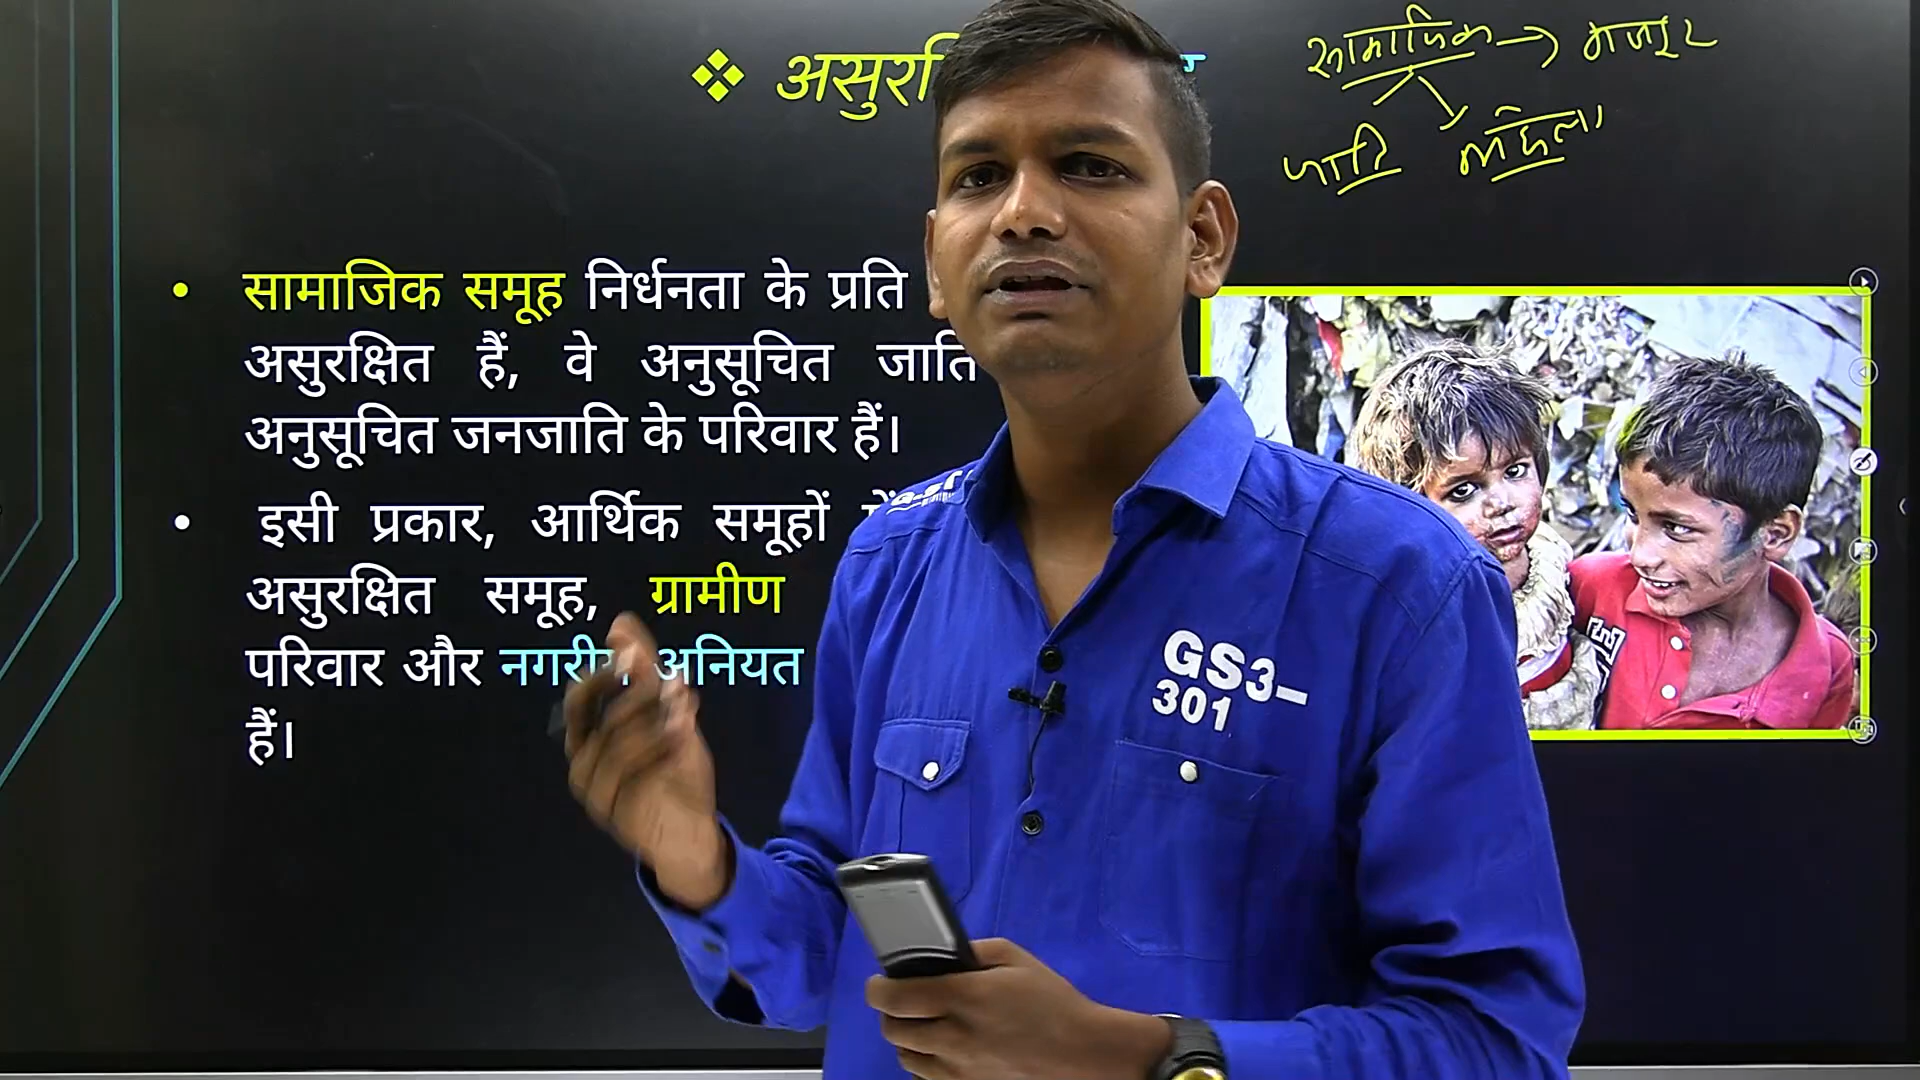 सामाजिक → मजदूर
जाति महिला
❖ असुरक्षि
• सामाजिक समूह निर्धनता के प्रति
असुरक्षित हैं, वे अनुसूचित जाति
अनुसूचित जनजाति के परिवार हैं।
• इसी प्रकार, आर्थिक समूहों में
असुरक्षित समूह, ग्रामीण
परिवार और नगरीय अनियत
हैं।
GS3-
301